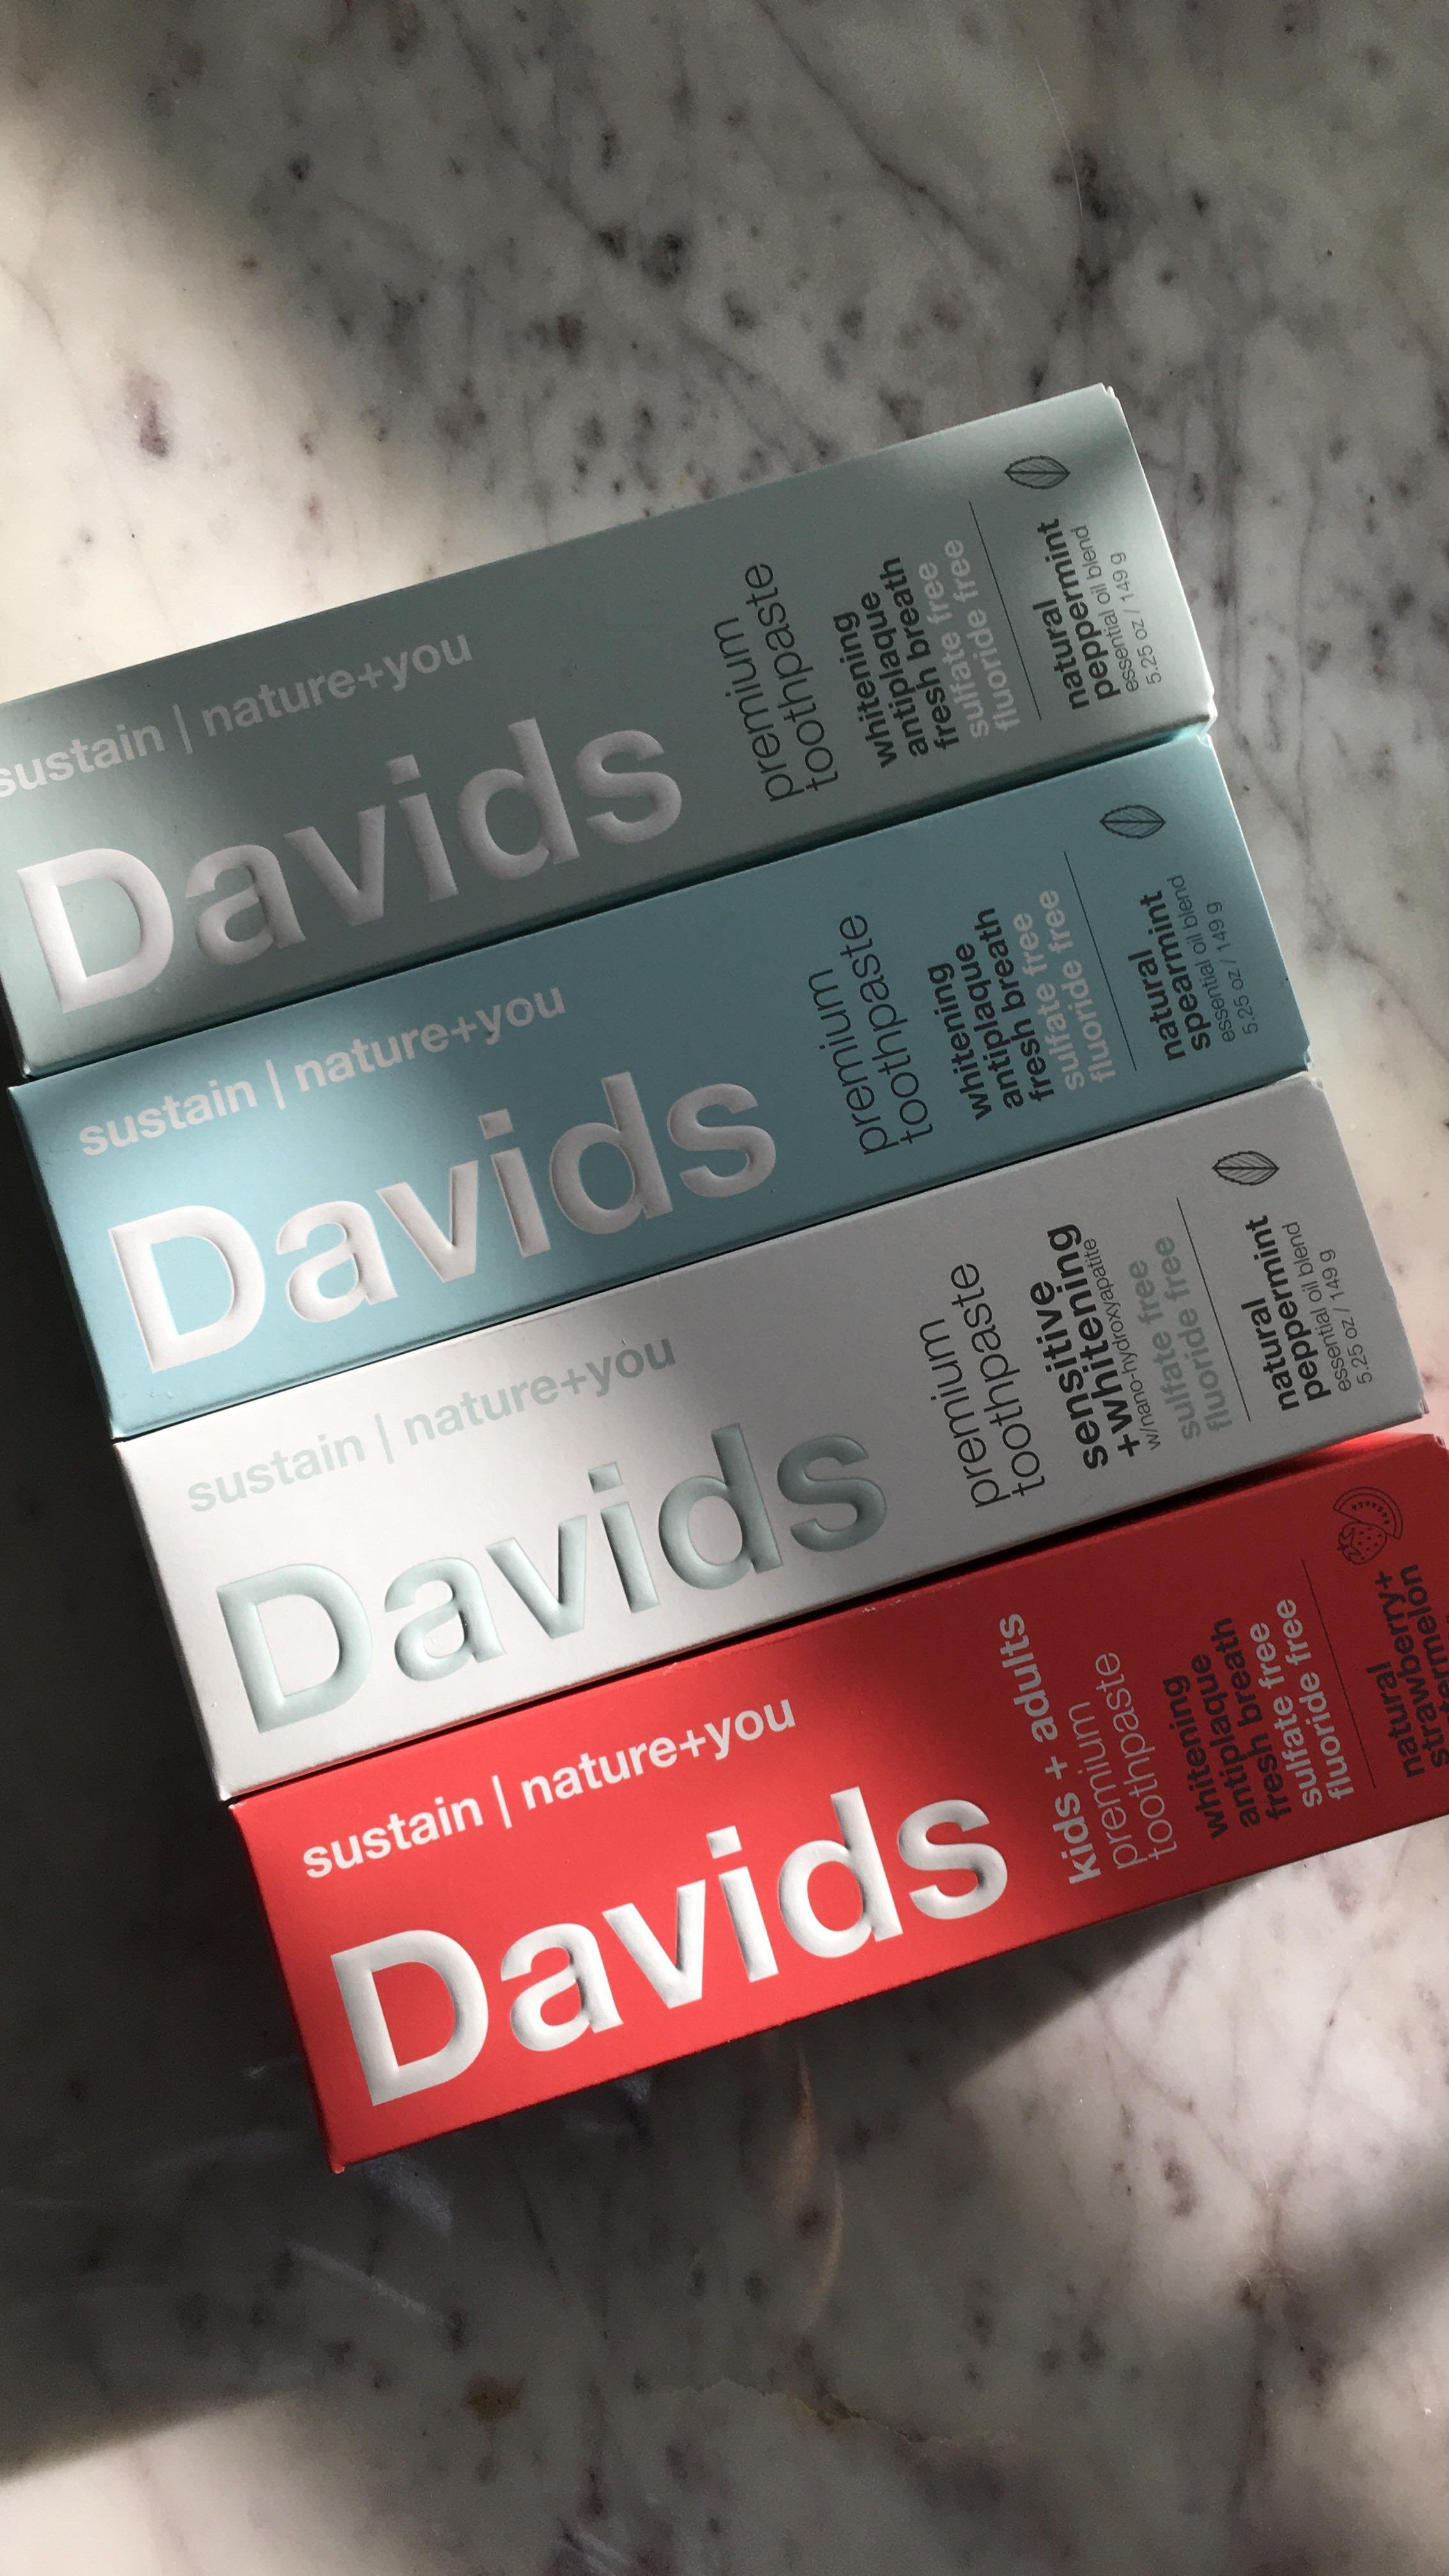 sustain | nature+you
Davids
premium
toothpaste
whitening
antiplaque
fresh breath
sulfate free
fluoride free
natural
peppermint
essential oil blend
5.25 oz / 149 g
sustain | nature+you
Davids
premium
toothpaste
whitening
antiplaque
fresh breath
sulfate free
fluoride free
natural
spearmint
essential oil blend
5.25 oz / 149 g
sustain | nature+you
Davids
premium
toothpaste
sensitive
+whitening
w/nano-hydroxyapatite
sulfate free
fluoride free
natural
peppermint
essential oil blend
5.25 oz / 149 g
sustain | nature+you
Davids
kids + adults
premium
toothpaste
whitening
antiplaque
fresh breath
sulfate free
fluoride free
natural
strawberry+